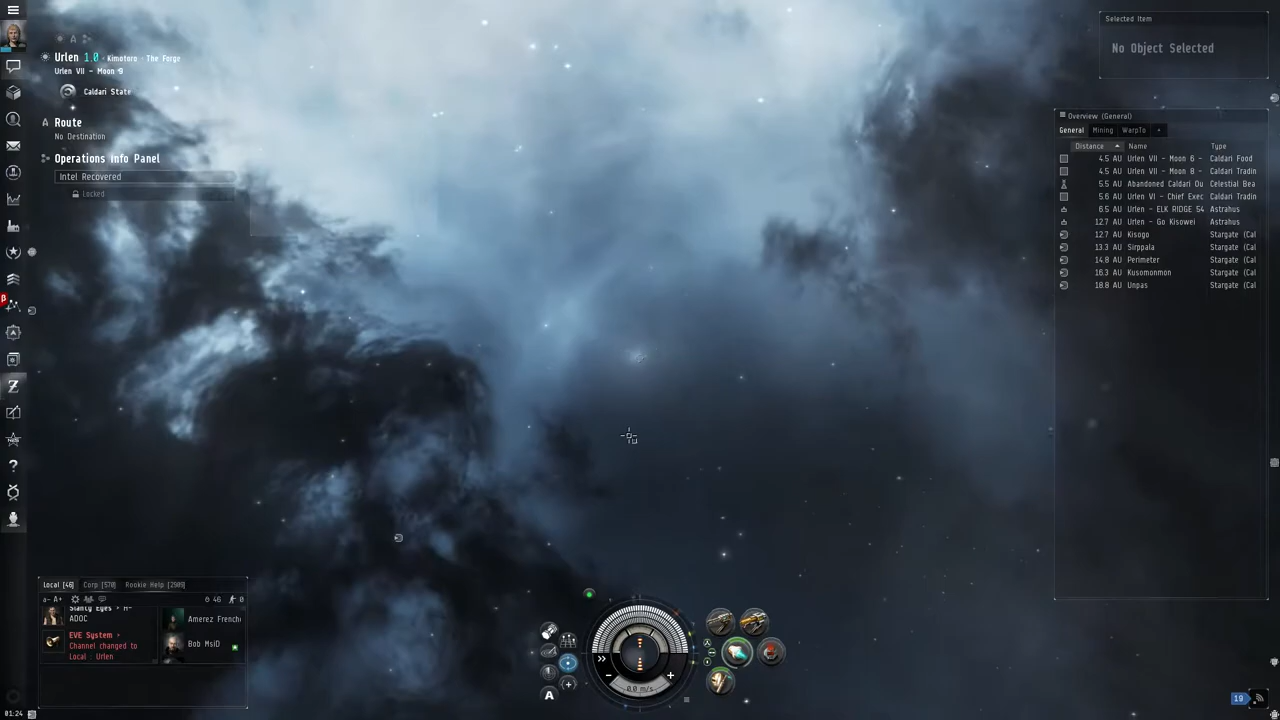 Urlen 1.0 · Kimotoro · The Forge
Urlen VII - Moon 9
Caldari State
Route
No Destination
Operations Info Panel
Intel Recovered
Locked
Selected Item
No Object Selected
Overview (General)
General Mining WarpTo +
Distance Name Type
4.5 AU Urlen VII - Moon 6 - Caldari Food
4.5 AU Urlen VII - Moon 8 - Caldari Tradin
5.5 AU Abandoned Caldari Ou Celestial Bea
5.6 AU Urlen VI - Chief Exec Caldari Tradin
6.5 AU Urlen - ELK RIDGE 54 Astrahus
12.7 AU Urlen - Go Kisowei Astrahus
12.7 AU Kisogo Stargate (Cal
13.3 AU Sirppala Stargate (Cal
14.8 AU Perimeter Stargate (Cal
16.3 AU Kusomonmon Stargate (Cal
18.8 AU Unpas Stargate (Cal
Local [46] Corp [570] Rookie Help [2909]
a- A+ 46 0
ADOC
EVE System >
Channel changed to
Local : Urlen
Amerez French
Bob MsiD
0.0 m/s
A
19
01:24